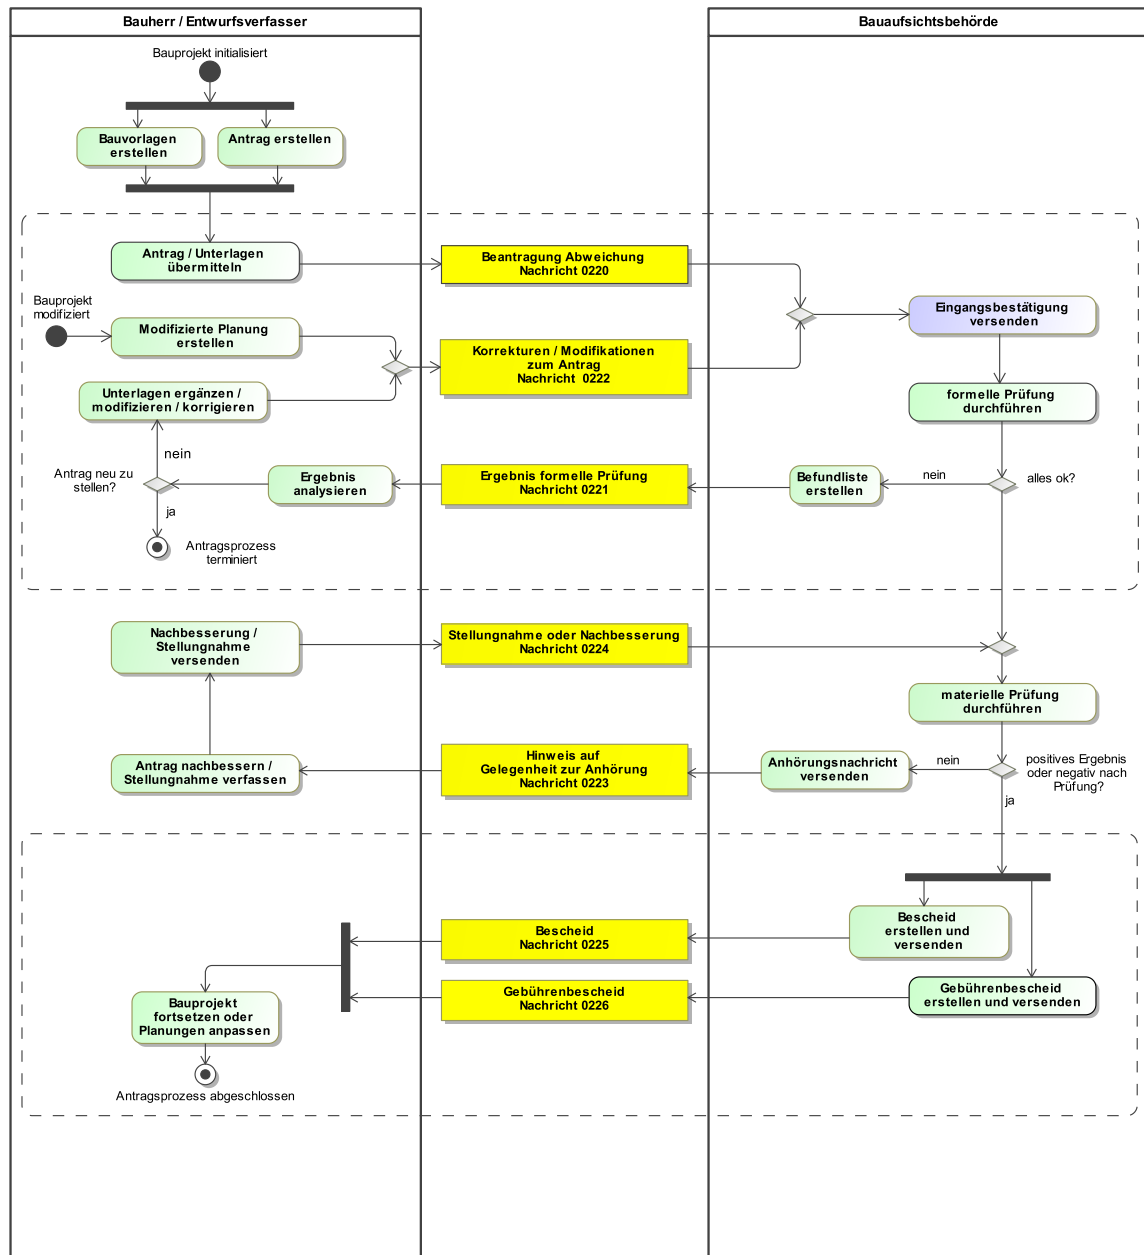 Bauherr / Entwurfsverfasser
Bauaufsichtsbehörde
Bauprojekt initialisiert
Bauvorlagen
erstellen
Antrag erstellen
Antrag / Unterlagen
übermitteln
Beantragung Abweichung
Nachricht 0220
Bauprojekt
modifiziert
Modifizierte Planung
erstellen
Eingangsbestätigung
versenden
Korrekturen / Modifikationen
zum Antrag
Nachricht 0222
Unterlagen ergänzen /
modifizieren / korrigieren
formelle Prüfung
durchführen
nein
Antrag neu zu
stellen?
ja
Ergebnis
analysieren
Ergebnis formelle Prüfung
Nachricht 0221
Befundliste
erstellen
nein
alles ok?
Antragsprozess
terminiert
Nachbesserung /
Stellungnahme
versenden
Stellungnahme oder Nachbesserung
Nachricht 0224
materielle Prüfung
durchführen
Antrag nachbessern /
Stellungnahme verfassen
Hinweis auf
Gelegenheit zur Anhörung
Nachricht 0223
Anhörungsnachricht
versenden
nein
positives Ergebnis
oder negativ nach
Prüfung?
ja
Bescheid
Nachricht 0225
Bescheid
erstellen und
versenden
Gebührenbescheid
Nachricht 0226
Gebührenbescheid
erstellen und versenden
Bauprojekt
fortsetzen oder
Planungen anpassen
Antragsprozess abgeschlossen